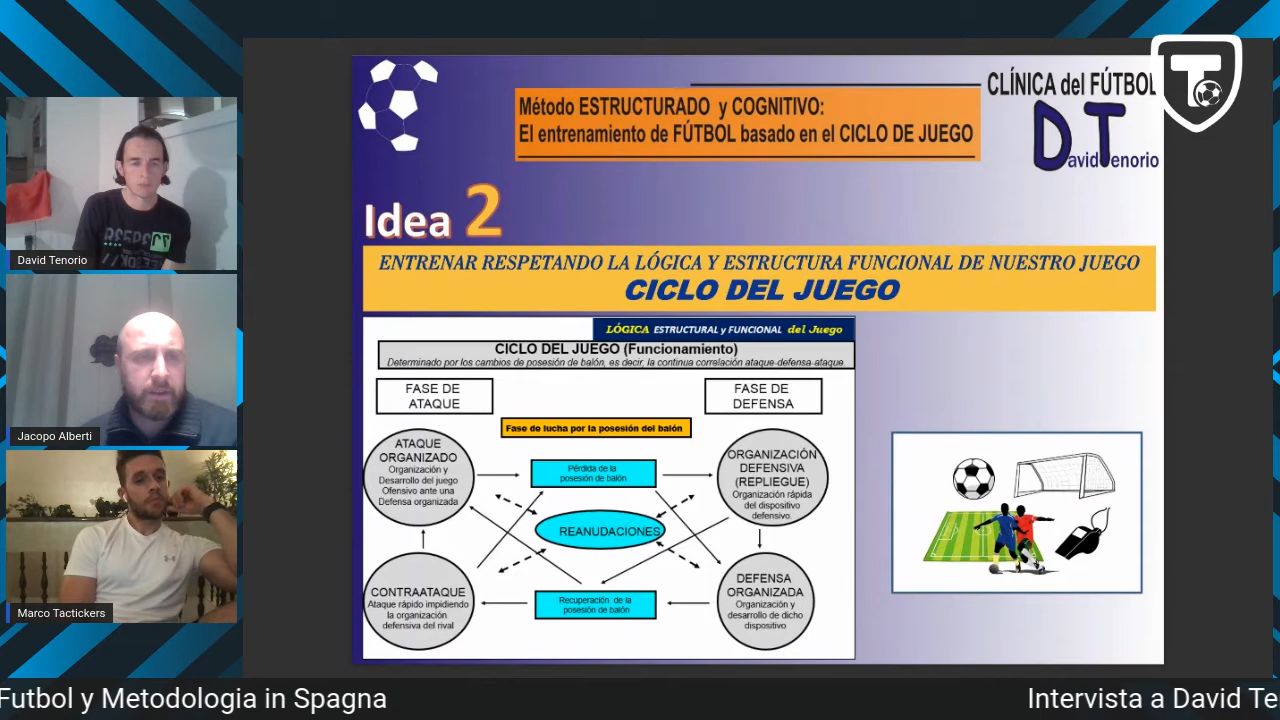 CLÍNICA del FÚTBOL
David Tenorio
Método ESTRUCTURADO y COGNITIVO:
El entrenamiento de FÚTBOL basado en el CICLO DE JUEGO
Idea 2
ENTRENAR RESPETANDO LA LÓGICA Y ESTRUCTURA FUNCIONAL DE NUESTRO JUEGO
CICLO DEL JUEGO
LÓGICA ESTRUCTURAL y FUNCIONAL del Juego
CICLO DEL JUEGO (Funcionamiento)
Determinado por los cambios de posesión de balón, es decir, la continua correlación ataque-defensa-ataque.
FASE DE
ATAQUE
FASE DE
DEFENSA
Fase de lucha por la posesión del balón
ATAQUE
ORGANIZADO
Organización y
Desarrollo del juego
Ofensivo ante una
Defensa organizada
Pérdida de la
posesión de balón
ORGANIZACIÓN
DEFENSIVA
(REPLIEGUE)
Organización rápida
del dispositivo
defensivo.
REANUDACIONES
CONTRAATAQUE
Ataque rápido impidiendo
la organización
defensiva del rival
Recuperación de la
posesión de balón
DEFENSA
ORGANIZADA
Organización y
desarrollo de dicho
dispositivo
David Tenorio
Jacopo Alberti
Marco Tactickers
Futbol y Metodologia in Spagna
Intervista a David Te